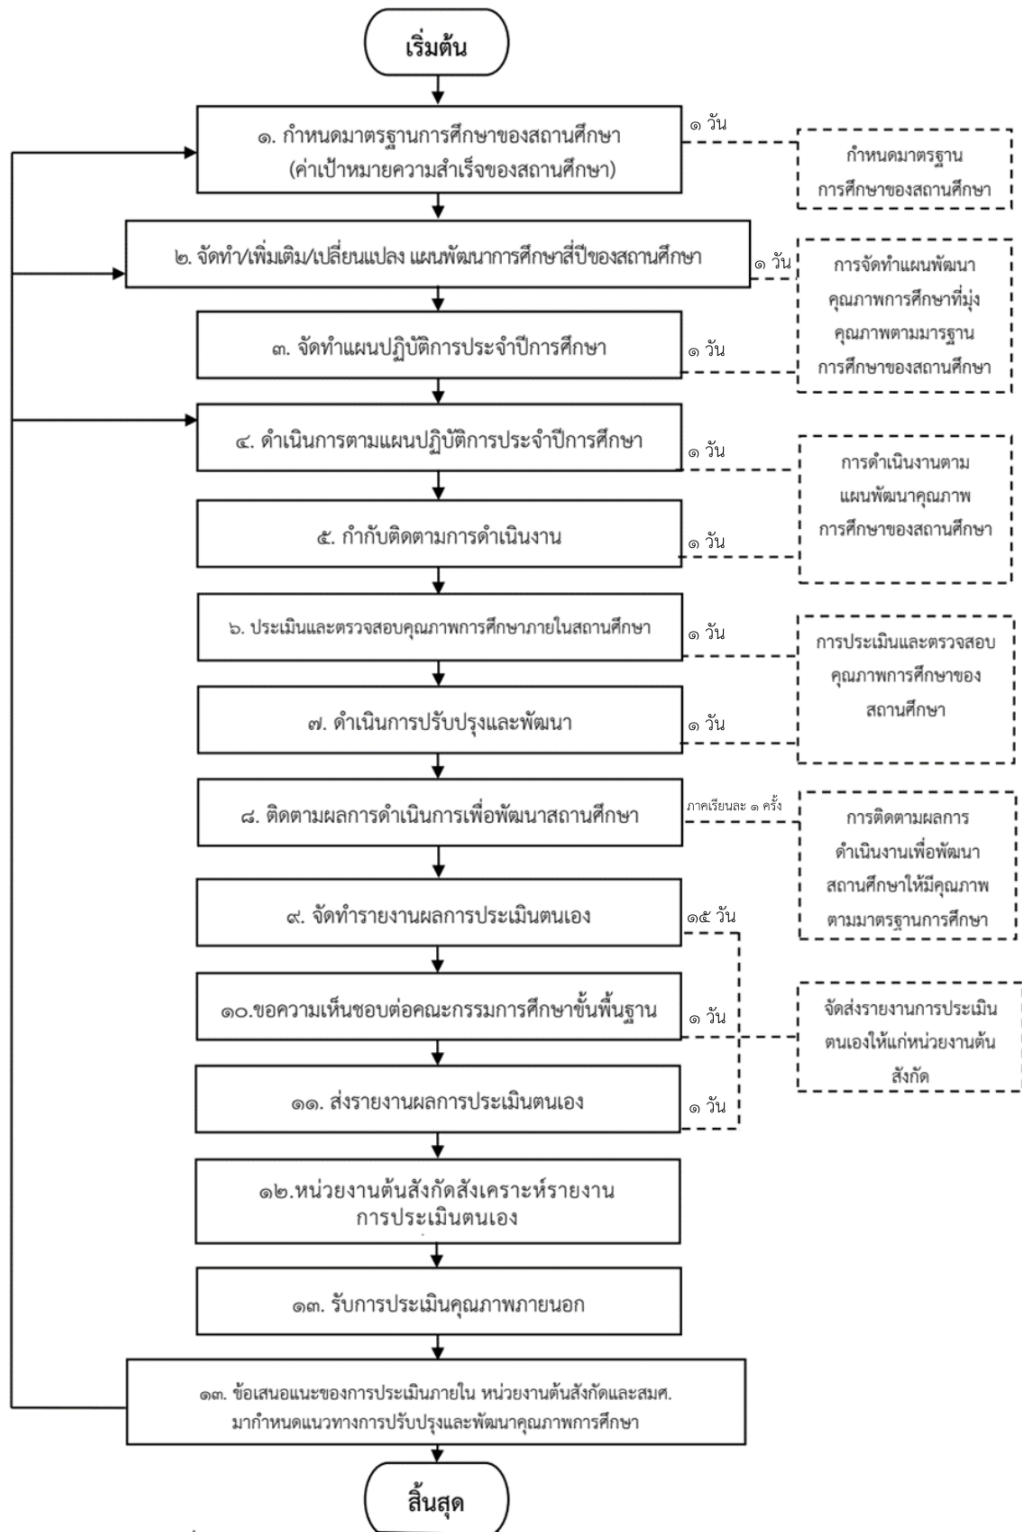 เริ่มต้น
๑. กำหนดมาตรฐานการศึกษาของสถานศึกษา
(ค่าเป้าหมายความสำเร็จของสถานศึกษา)
๑ วัน
กำหนดมาตรฐาน
การศึกษาของสถานศึกษา
๒. จัดทำ/เพิ่มเติม/เปลี่ยนแปลง แผนพัฒนาการศึกษาสี่ปีของสถานศึกษา
๑ วัน
การจัดทำแผนพัฒนา
คุณภาพการศึกษาที่มุ่ง
คุณภาพตามมารฐาน
การศึกษาของสถานศึกษา
๓. จัดทำแผนปฏิบัติการประจำปีการศึกษา
๑ วัน
๔. ดำเนินการตามแผนปฏิบัติการประจำปีการศึกษา
๑ วัน
การดำเนินงานตาม
แผนพัฒนาคุณภาพ
การศึกษาของสถานศึกษา
๕. กำกับติดตามการดำเนินงาน
๑ วัน
๖. ประเมินและตรวจสอบคุณภาพการศึกษาภายในสถานศึกษา
๑ วัน
การประเมินและตรวจสอบ
คุณภาพการศึกษาของ
สถานศึกษา
๗. ดำเนินการปรับปรุงและพัฒนา
๑ วัน
๘. ติดตามผลการดำเนินการเพื่อพัฒนาสถานศึกษา
ภาคเรียนละ ๑ ครั้ง
การติดตามผลการ
ดำเนินงานเพื่อพัฒนา
สถานศึกษาให้มีคุณภาพ
ตามมาตรฐานการศึกษา
๙. จัดทำรายงานผลการประเมินตนเอง
๑๕ วัน
๑๐.ขอความเห็นชอบต่อคณะกรรมการศึกษาขั้นพื้นฐาน
๑ วัน
จัดส่งรายงานการประเมิน
ตนเองให้แก่หน่วยงานต้น
สังกัด
๑๑. ส่งรายงานผลการประเมินตนเอง
๑ วัน
๑๒.หน่วยงานต้นสังกัดสังเคราะห์รายงาน
การประเมินตนเอง
๑๓. รับการประเมินคุณภาพภายนอก
๑๓. ข้อเสนอแนะของการประเมินภายใน หน่วยงานต้นสังกัดและสมศ.
มากำหนดแนวทางการปรับปรุงและพัฒนาคุณภาพการศึกษา
สิ้นสุด